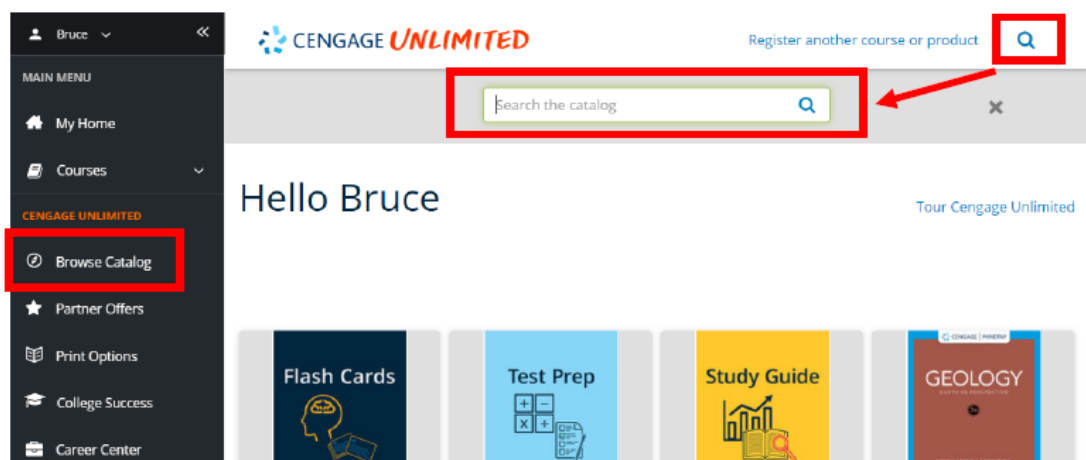 Bruce
MAIN MENU
My Home
Courses
CENGAGE UNLIMITED
Browse Catalog
Partner Offers
Print Options
College Success
Career Center
CENGAGE UNLIMITED
Register another course or product
Search the catalog
Hello Bruce
Tour Cengage Unlimited
Flash Cards
Test Prep
Study Guide
CENGAGE | MINDTAP
GEOLOGY